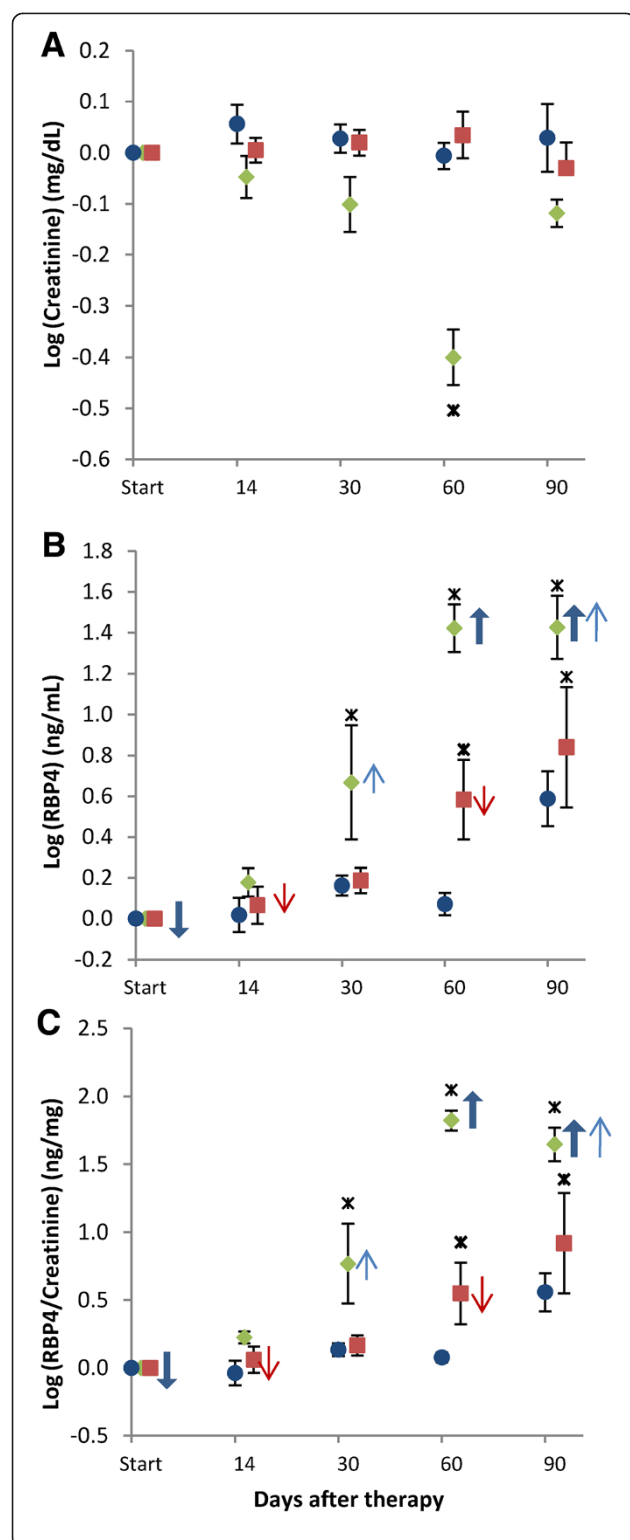 A
Log (Creatinine) (mg/dL)
0.2
0.1
0.0
-0.1
-0.2
-0.3
-0.4
-0.5
-0.6
Start 14 30 60 90
B
Log (RBP4) (ng/mL)
1.8
1.6
1.4
1.2
1.0
0.8
0.6
0.4
0.2
0.0
-0.2
Start 14 30 60 90
C
Log (RBP4/Creatinine) (ng/mg)
2.5
2.0
1.5
1.0
0.5
0.0
-0.5
Start 14 30 60 90
Days after therapy